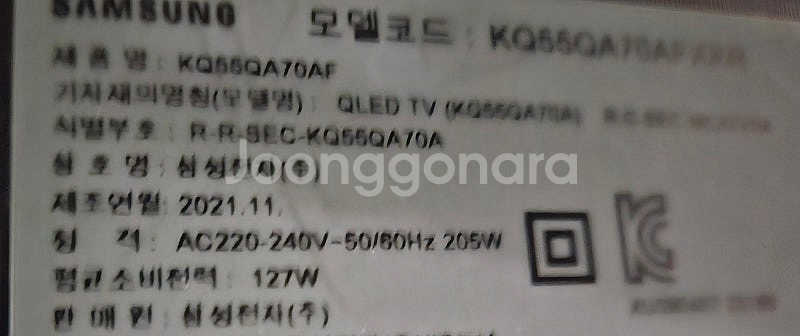 SAMSUNG 모델코드 : KQ55QA70AFXKR
제 품 명 : KQ55QA70AF
기자재의명칭(모델명) : QLED TV (KQ55QA70A)
식별부호 : R-R-SEC-KQ55QA70A
상 호 명 : 삼성전자(주)
Joonggonara
제조연월: 2021.11.
정 격: AC220-240V~50/60Hz 205W
평균소비전력 : 127W
판 매 원 : 삼성전자(주)